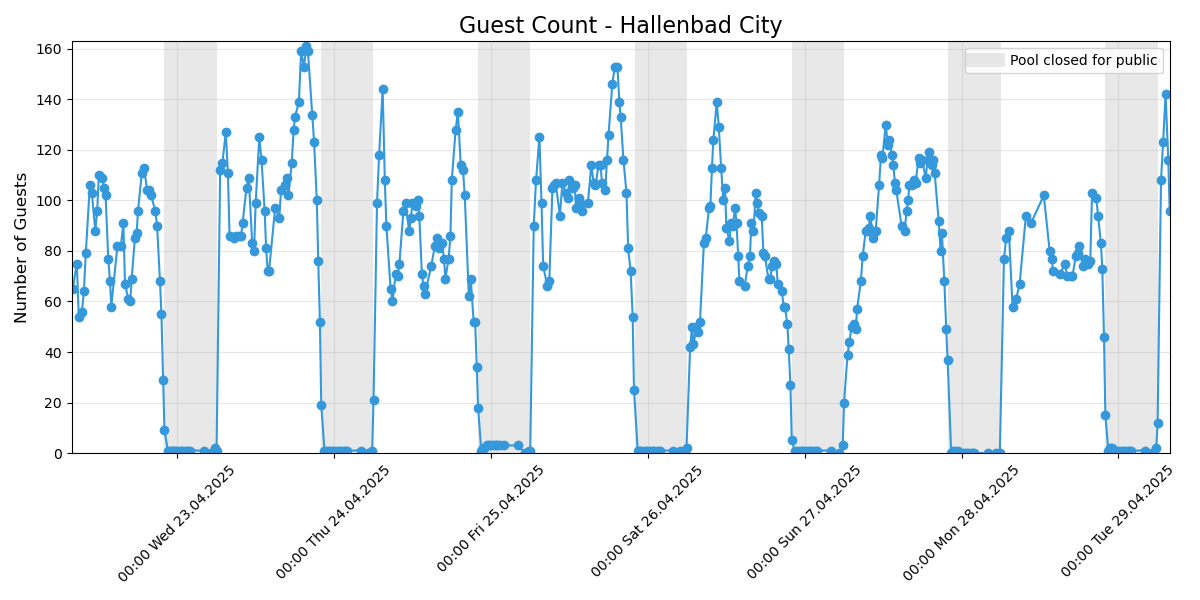 Guest Count - Hallenbad City
Pool closed for public
Number of Guests
160
140
120
100
80
60
40
20
0
00:00 Wed 23.04.2025
00:00 Thu 24.04.2025
00:00 Fri 25.04.2025
00:00 Sat 26.04.2025
00:00 Sun 27.04.2025
00:00 Mon 28.04.2025
00:00 Tue 29.04.2025